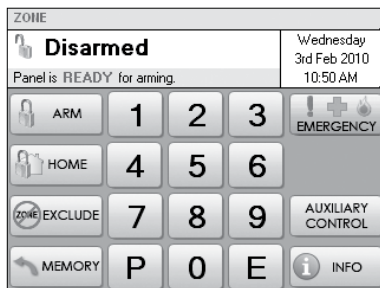 ZONE
Disarmed
Panel is READY for arming.
Wednesday
3rd Feb 2010
10:50 AM
ARM
1
2
3
EMERGENCY
HOME
4
5
6
ZONE EXCLUDE
7
8
9
AUXILIARY
CONTROL
MEMORY
P
0
E
i INFO